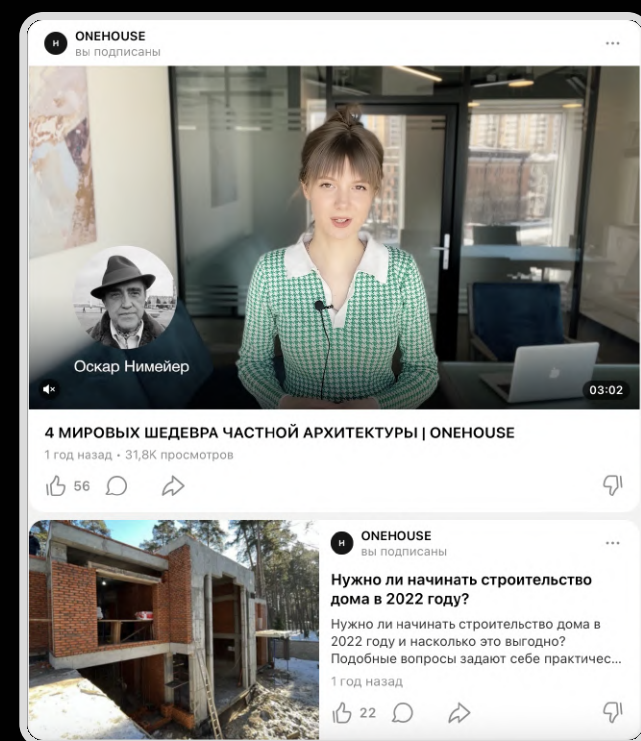 ONEHOUSE
вы подписаны
Оскар Нимейер
03:02
4 МИРОВЫХ ШЕДЕВРА ЧАСТНОЙ АРХИТЕКТУРЫ | ONEHOUSE
1 год назад • 31,8К просмотров
56
ONEHOUSE
вы подписаны
Нужно ли начинать строительство
дома в 2022 году?
Нужно ли начинать строительство дома в
2022 году и насколько это выгодно?
Подобные вопросы задают себе практичес...
1 год назад
22